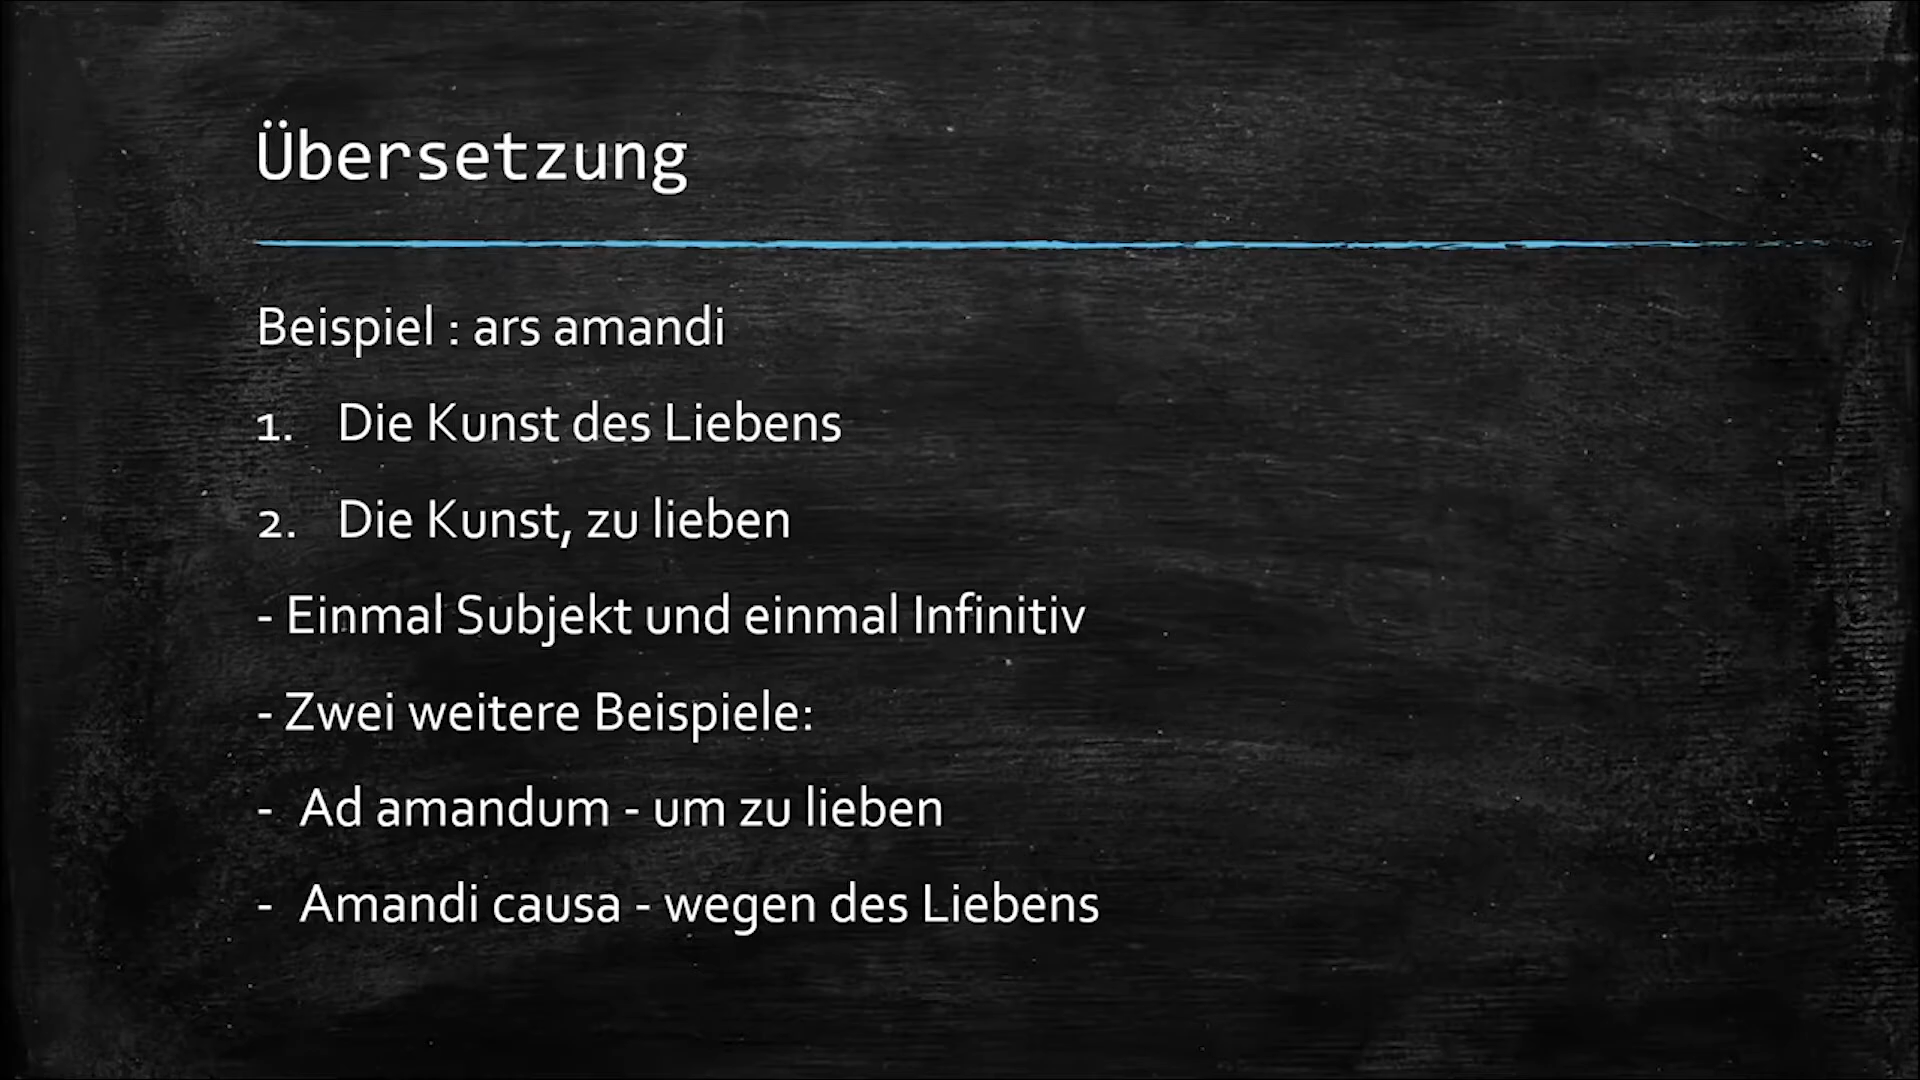 Übersetzung
Beispiel : ars amandi
1. Die Kunst des Liebens
2. Die Kunst, zu lieben
- Einmal Subjekt und einmal Infinitiv
- Zwei weitere Beispiele:
- Ad amandum - um zu lieben
- Amandi causa - wegen des Liebens